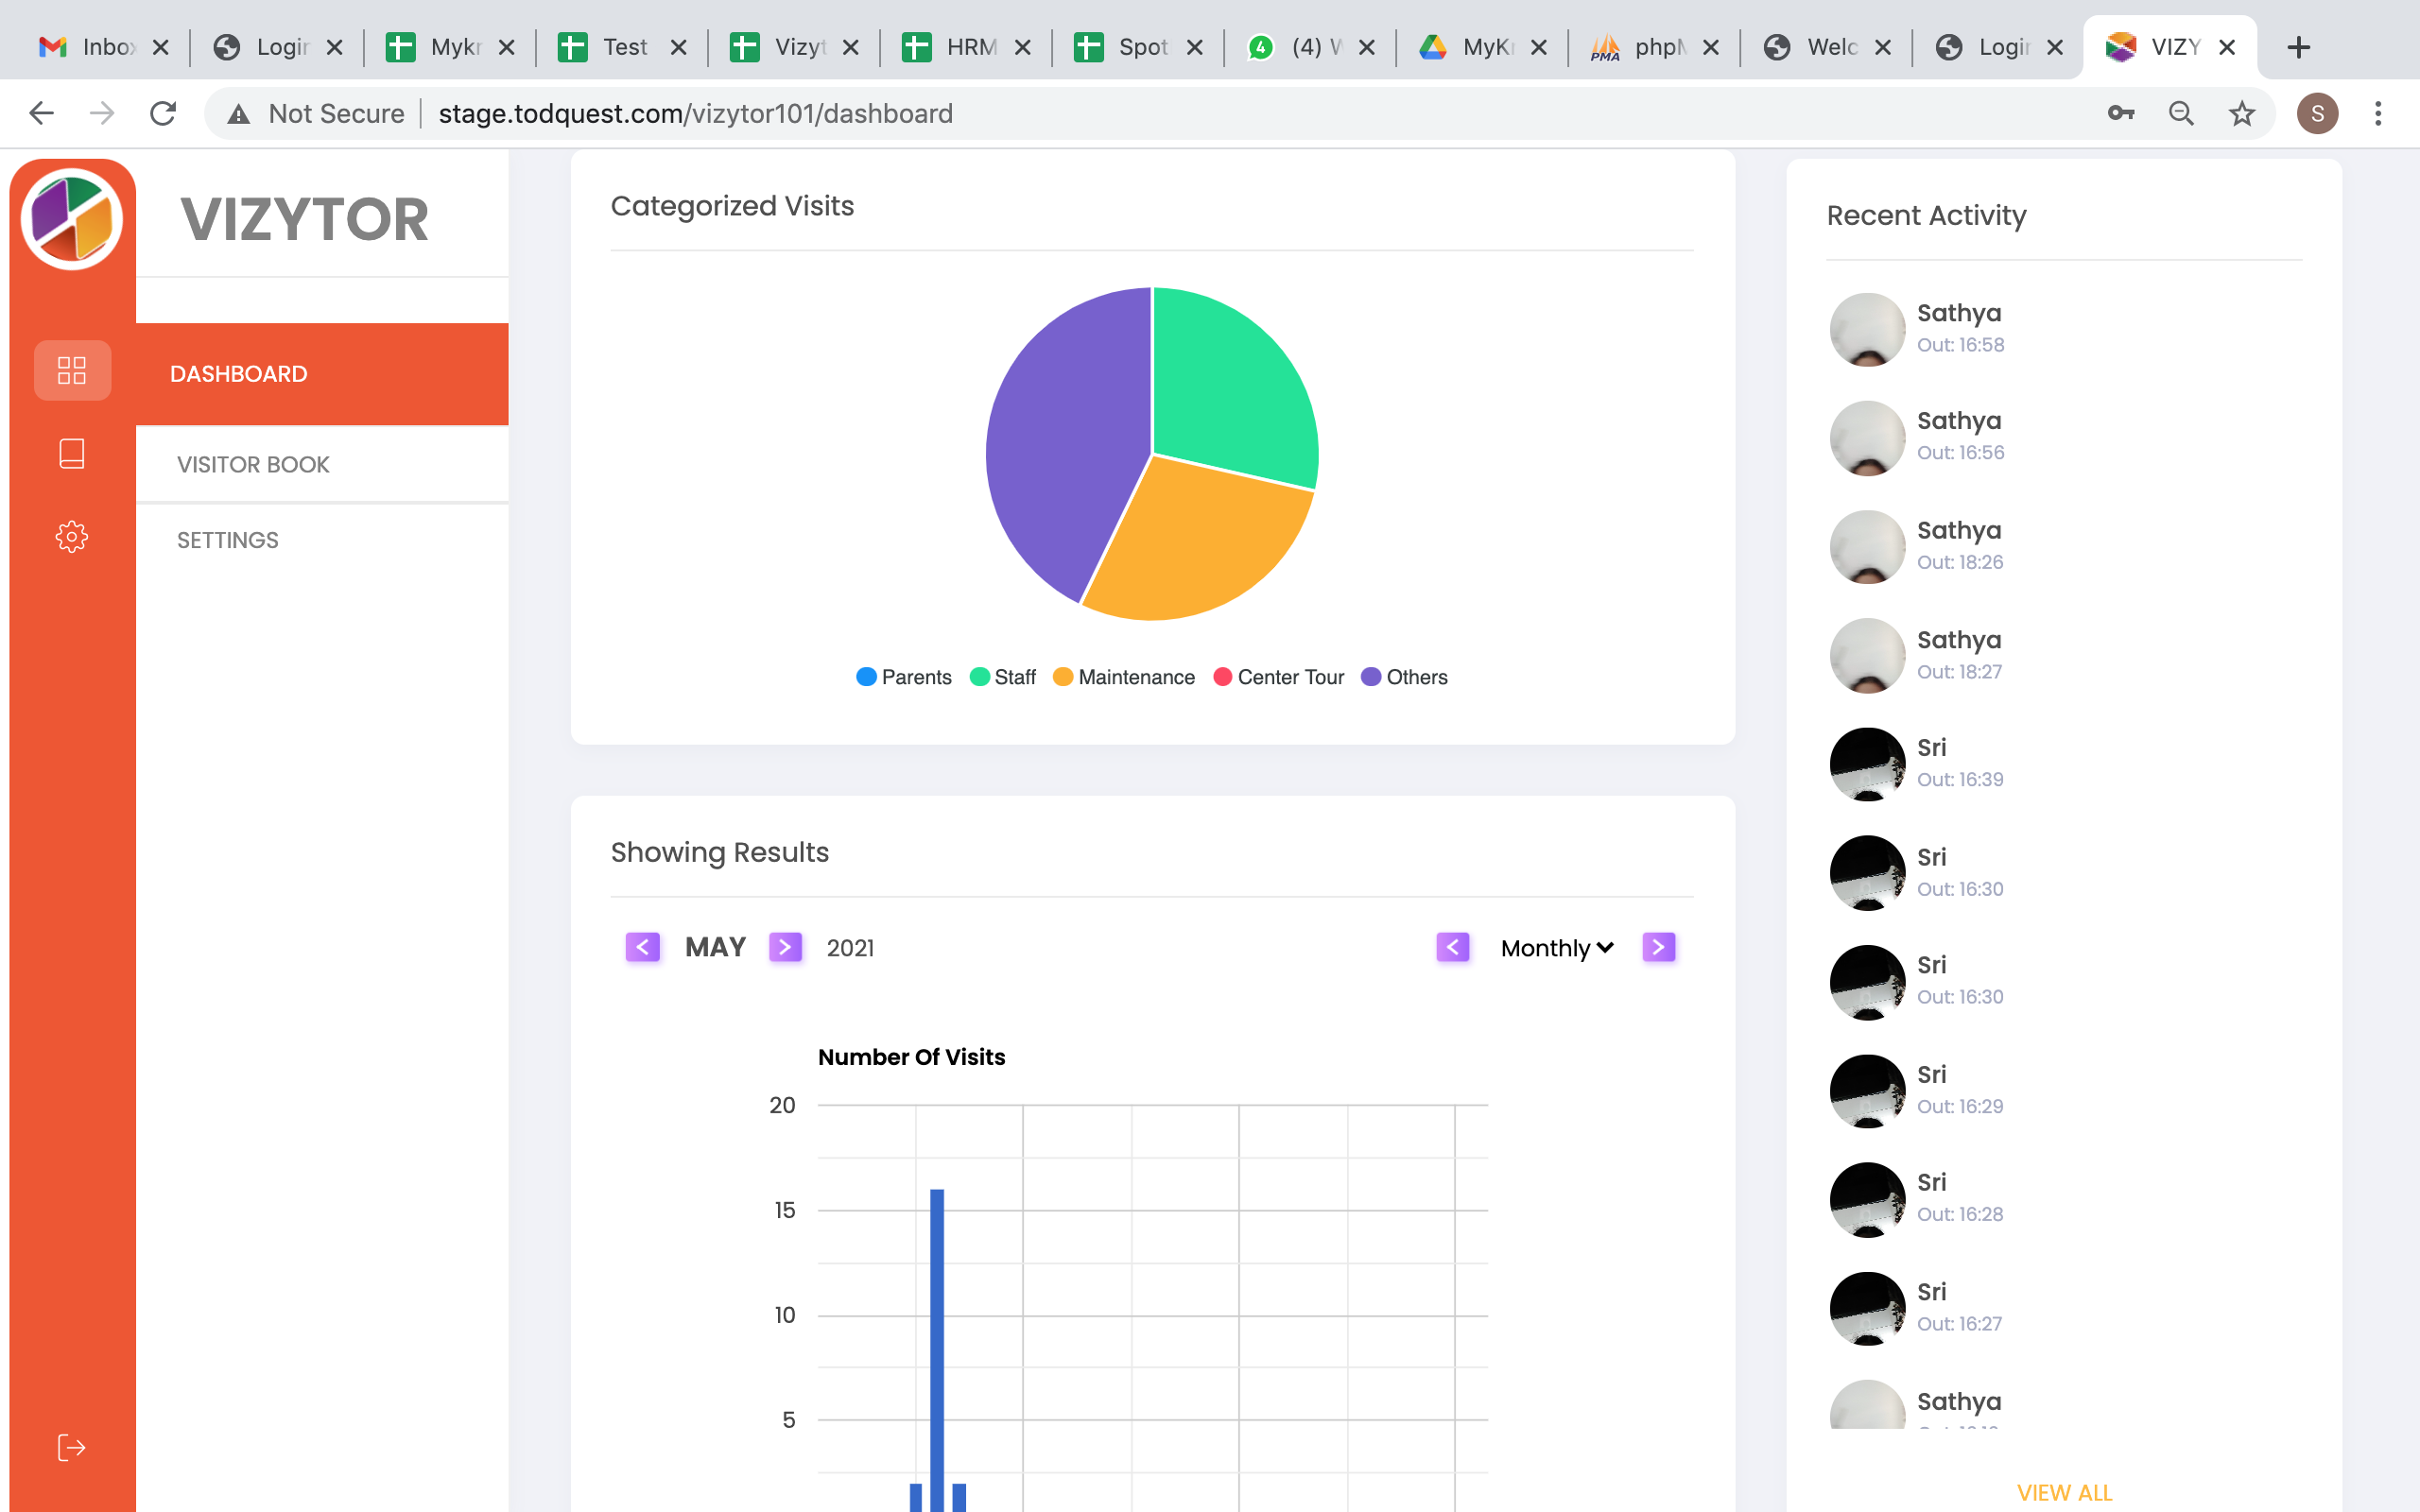 Inbo
Login
Mykr
Test
Vizyt
HRM
Spot
4 (4) W
MyKr
PMA phpM
Welc
Login
VIZY
Not Secure stage.todquest.com/vizytor101/dashboard
S
VIZYTOR
DASHBOARD
VISITOR BOOK
SETTINGS
Categorized Visits
Parents Staff Maintenance Center Tour Others
Showing Results
MAY 2021 Monthly
Number Of Visits
20
15
10
5
Recent Activity
Sathya
Out: 16:58
Sathya
Out: 16:56
Sathya
Out: 18:26
Sathya
Out: 18:27
Sri
Out: 16:39
Sri
Out: 16:30
Sri
Out: 16:30
Sri
Out: 16:29
Sri
Out: 16:28
Sri
Out: 16:27
Sathya
VIEW ALL